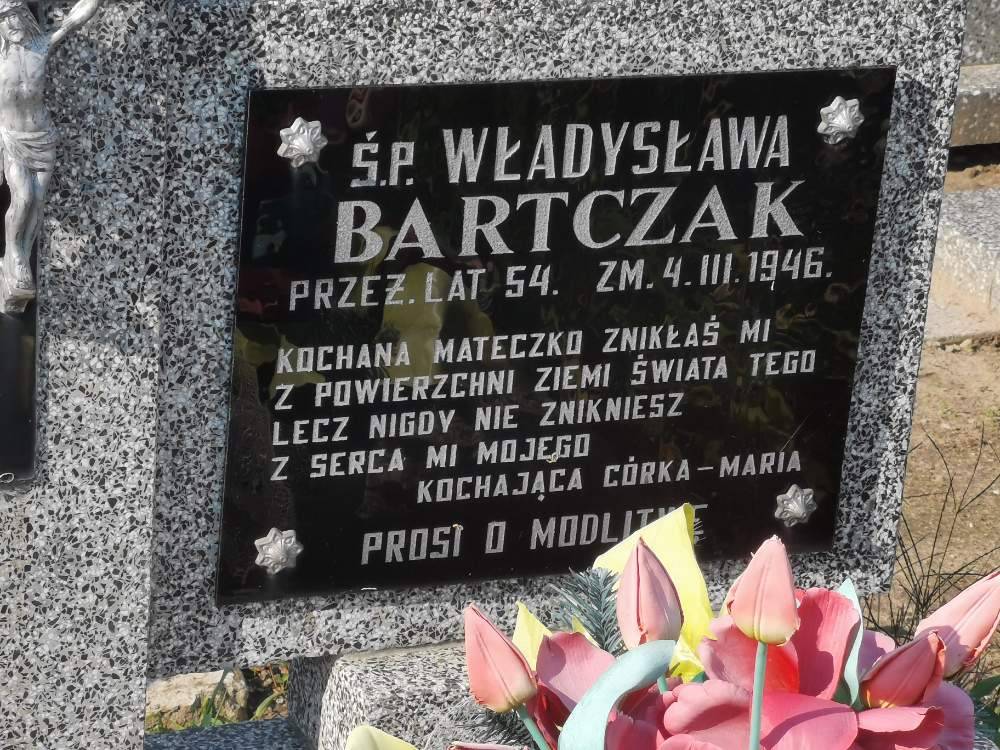 Ś.P. WŁADYSŁAWA
BARTCZAK
PRZEŻ. LAT 54. ZM. 4. III. 1946.
KOCHANA MATECZKO ZNIKŁAŚ MI
Z POWIERZCHNI ZIEMI ŚWIATA TEGO
LECZ NIGDY NIE ZNIKNIESZ
Z SERCA MI MOJEGO
KOCHAJĄCA CÓRKA – MARIA
PROSI O